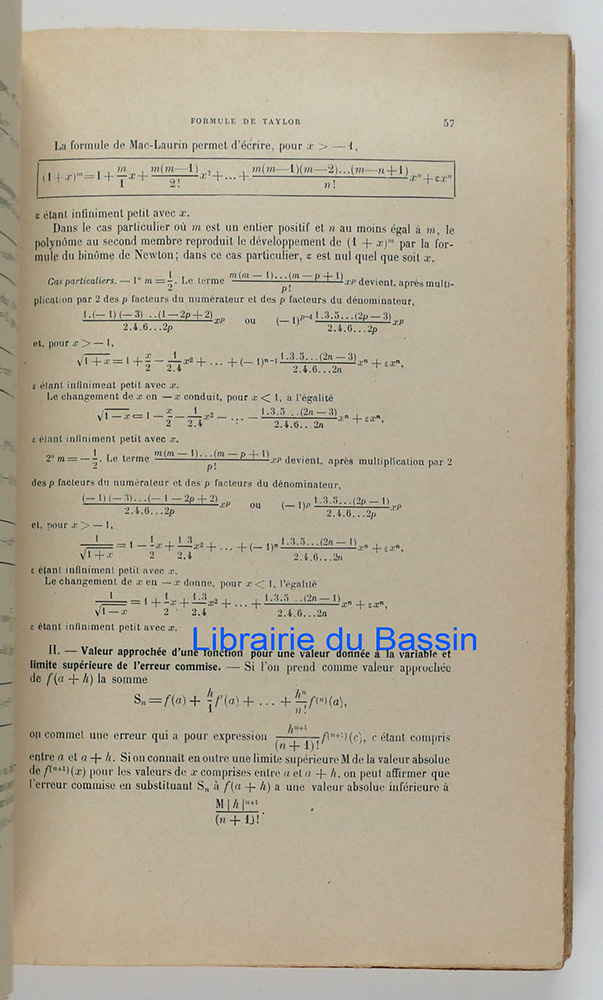 FORMULE DE TAYLOR 57
La formule de Mac-Laurin permet d'écrire, pour x > — 1,
(1 + x)^m = 1 + m/1 x + m(m—1)/2! x² + ... + m(m—1)(m—2)...(m—n+1)/n! x^n + εx^n
ε étant infiniment petit avec x.
Dans le cas particulier où m est un entier positif et n au moins égal à m, le
polynôme au second membre reproduit le développement de (1 + x)^m par la for-
mule du binôme de Newton; dans ce cas particulier, ε est nul quel que soit x.
Cas particuliers. — 1° m = 1/2. Le terme m(m — 1)...(m — p + 1)/p! x^p devient, après multi-
plication par 2 des p facteurs du numérateur et des p facteurs du dénominateur,
1.(— 1)(— 3) ..(1 — 2p + 2)/2.4.6...2p x^p ou (— 1)^p-1 1.3.5...(2p — 3)/2.4.6...2p x^p
et, pour x > — 1,
√1 + x = 1 + x/2 — 1/2.4 x² + ... + (— 1)^n-1 1.3.5...(2n — 3)/2.4.6...2n x^n + εx^n,
ε étant infiniment petit avec x.
Le changement de x en — x conduit, pour x < 1, à l'égalité
√1 — x = 1 — x/2 — 1/2.4 x² — ... — 1.3.5 ..(2n — 3)/2.4.6.. 2n x^n + εx^n,
ε étant infiniment petit avec x.
2° m = — 1/2. Le terme m(m — 1)...(m — p + 1)/p! x^p devient, après multiplication par 2
des p facteurs du numérateur et des p facteurs du dénominateur,
(— 1)(— 3)...(— 1 — 2p + 2)/2.4.6...2p x^p ou (— 1)^p 1.3.5...(2p — 1)/2.4.6...2p x^p
et, pour x > — 1,
1/√1 + x = 1 — 1/2 x + 1.3/2.4 x² + ... + (— 1)^n 1.3.5...(2n — 1)/2.4.6...2n x^n + εx^n,
ε étant infiniment petit avec x.
Le changement de x en — x donne, pour x < 1, l'égalité
1/√1 — x = 1 + 1/2 x + 1.3/2.4 x² + ... + 1.3.5 ..(2n — 1)/2.4.6...2n x^n + εx^n,
ε étant infiniment petit avec x.
Librairie du Bassin
II. — Valeur approchée d'une fonction pour une valeur donnée à la variable et
limite supérieure de l'erreur commise. — Si l'on prend comme valeur approchée
de f(a + h) la somme
S_n = f(a) + h/1 f'(a) + ... + h^n/n! f^(n)(a),
on commet une erreur qui a pour expression h^n+1/(n + 1)! f^(n+1)(c), c étant compris
entre a et a + h. Si on connaît en outre une limite supérieure M de la valeur absolue
de f^(n+1)(x) pour les valeurs de x comprises entre a et a + h, on peut affirmer que
l'erreur commise en substituant S_n à f(a + h) a une valeur absolue inférieure à
M|h|^n+1/(n + 1)!.